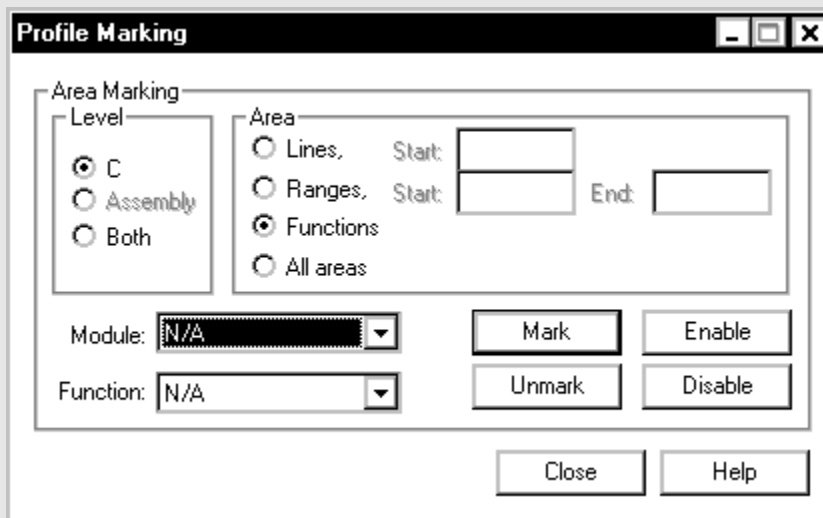 Profile Marking
Area Marking
Level
C
Assembly
Both
Area
Lines, Start:
Ranges, Start: End:
Functions
All areas
Module: N/A
Function: N/A
Mark Enable
Unmark Disable
Close Help